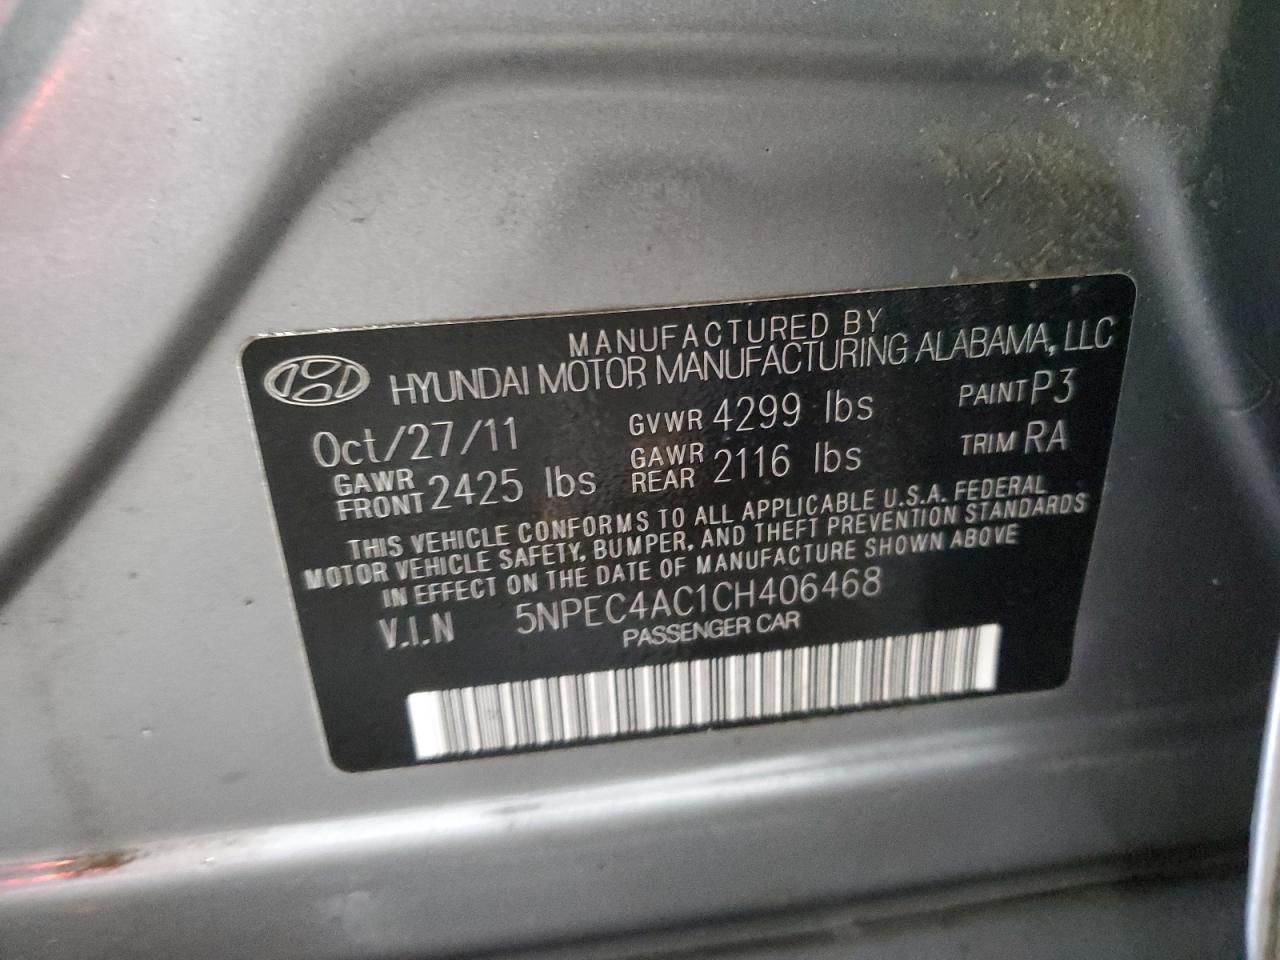 MANUFACTURED BY
HYUNDAI MOTOR MANUFACTURING ALABAMA, LLC
Oct/27/11 GVWR 4299 lbs PAINT P3
GAWR FRONT 2425 lbs GAWR REAR 2116 lbs TRIM RA
THIS VEHICLE CONFORMS TO ALL APPLICABLE U.S.A. FEDERAL
MOTOR VEHICLE SAFETY, BUMPER, AND THEFT PREVENTION STANDARDS
IN EFFECT ON THE DATE OF MANUFACTURE SHOWN ABOVE
V.I.N 5NPEC4AC1CH406468
PASSENGER CAR